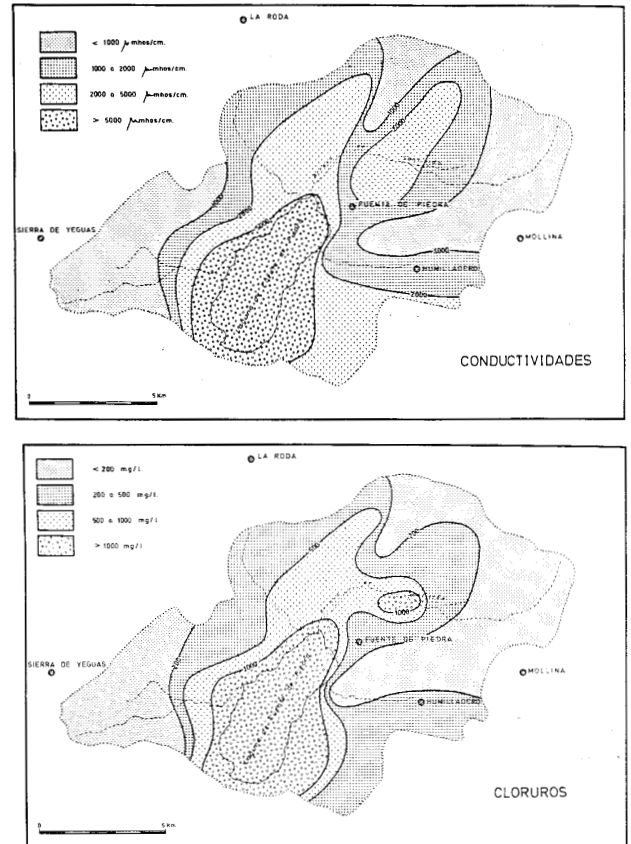 LA RODA
< 1000 µmhos/cm.
1000 a 2000 µmhos/cm.
2000 a 5000 µmhos/cm.
> 5000 µmhos/cm.
FUENTE DE PIEDRA
SIERRA DE YEGUAS
MOLLINA
1000
HUMILLADERO
2000
CONDUCTIVIDADES
0 5 Km
LA RODA
< 200 mg/l.
200 a 500 mg/l.
500 a 1000 mg/l
> 1000 mg/l
1000
FUENTE DE PIEDRA
1000
SIERRA DE YEGUAS
MOLLINA
HUMILLADERO
CLORUROS
0 5 Km.